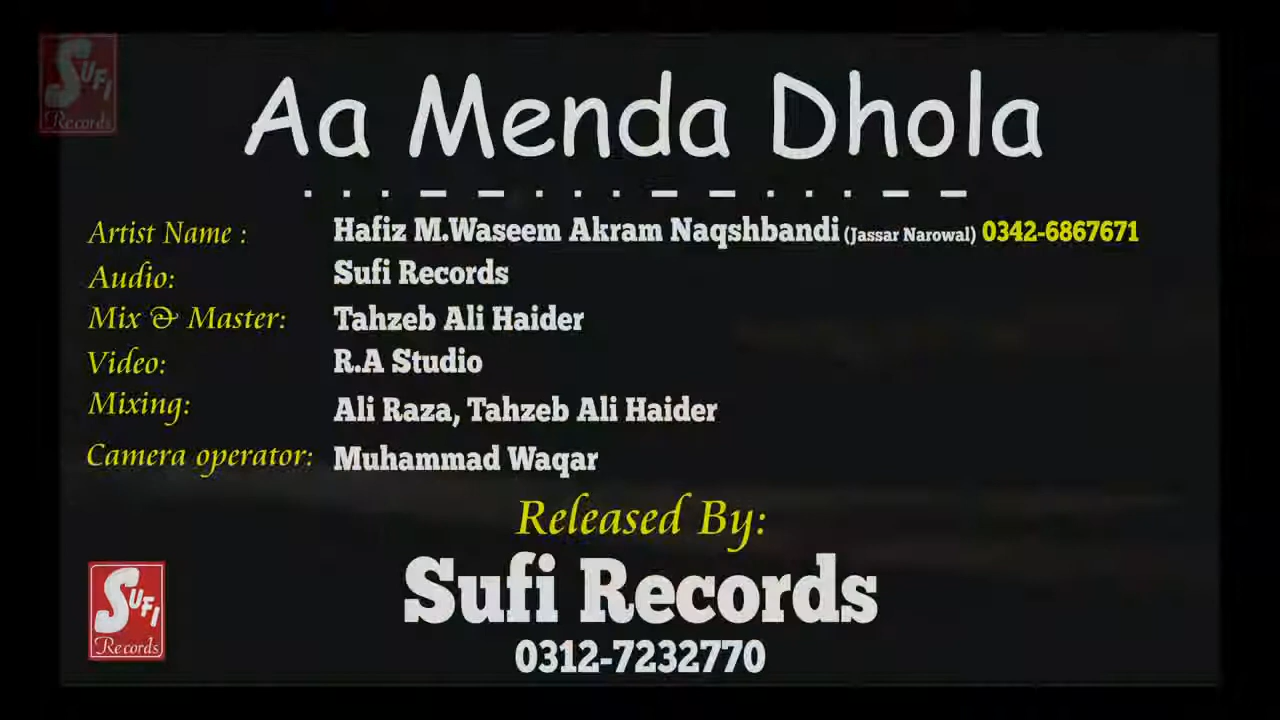 SUFI
Records
Aa Menda Dhola
Artist Name : Hafiz M.Waseem Akram Naqshbandi (Jassar Narowal) 0342-6867671
Audio: Sufi Records
Mix & Master: Tahzeb Ali Haider
Video: R.A Studio
Mixing: Ali Raza, Tahzeb Ali Haider
Camera operator: Muhammad Waqar
Released By:
Sufi Records
0312-7232770
SUFI
Records